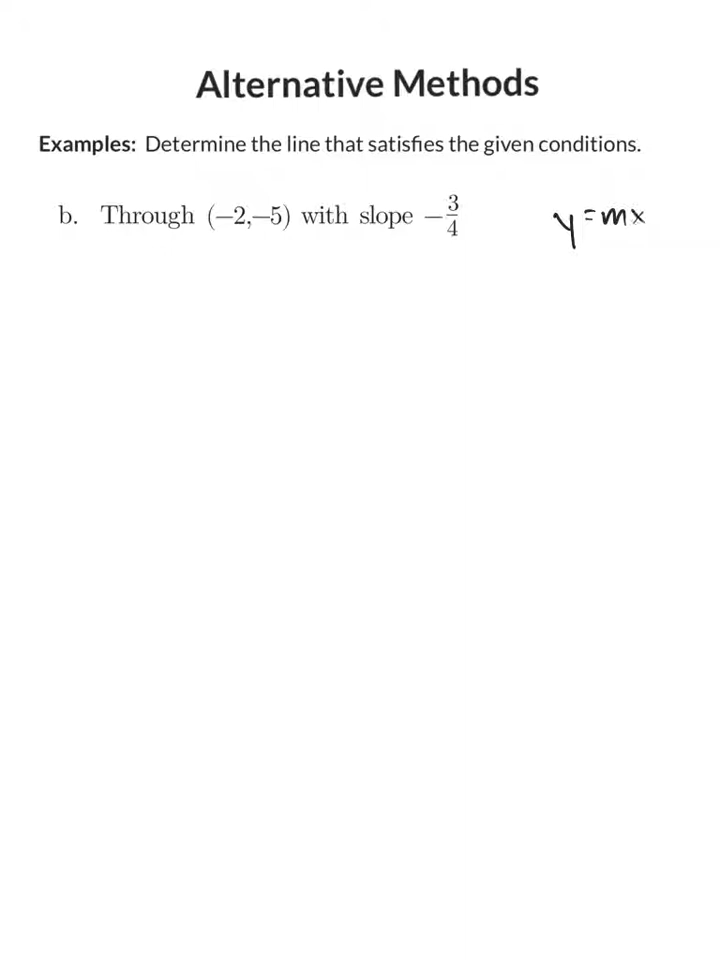 Alternative Methods
Examples: Determine the line that satisfies the given conditions.
b. Through (−2,−5) with slope −3/4 y=mx